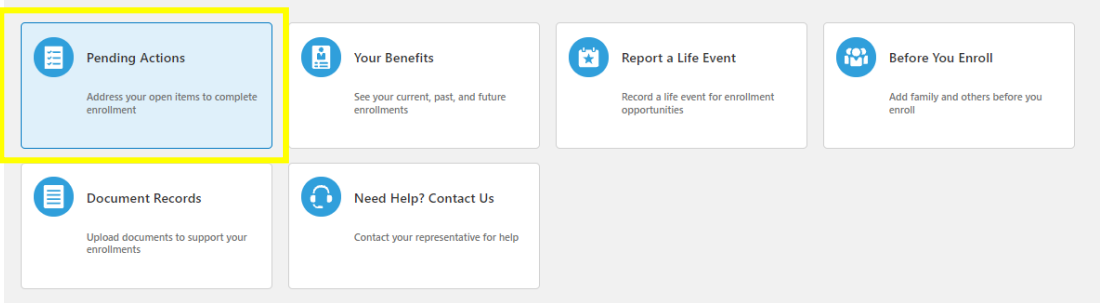 Pending Actions
Address your open items to complete
enrollment
Your Benefits
See your current, past, and future
enrollments
Report a Life Event
Record a life event for enrollment
opportunities
Before You Enroll
Add family and others before you
enroll
Document Records
Upload documents to support your
enrollments
Need Help? Contact Us
Contact your representative for help